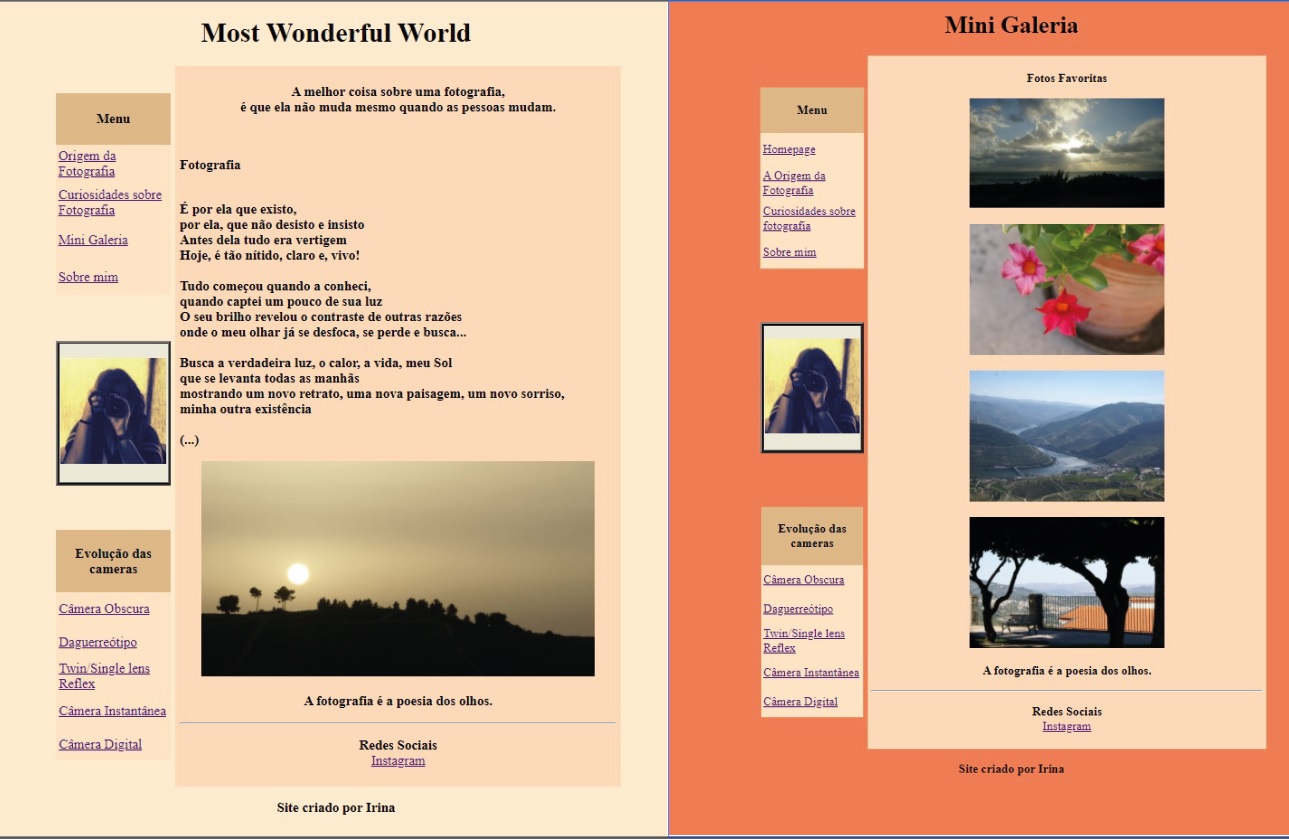 Most Wonderful World
Menu
Origem da
Fotografia
Curiosidades sobre
Fotografia
Mini Galeria
Sobre mim
Evolução das
cameras
Câmera Obscura
Daguerreótipo
Twin/Single lens
Reflex
Câmera Instantânea
Câmera Digital
A melhor coisa sobre uma fotografia,
é que ela não muda mesmo quando as pessoas mudam.
Fotografia
É por ela que existo,
por ela, que não desisto e insisto
Antes dela tudo era vertigem
Hoje, é tão nítido, claro e, vivo!
Tudo começou quando a conheci,
quando captei um pouco de sua luz
O seu brilho revelou o contraste de outras razões
onde o meu olhar já se desfoca, se perde e busca...
Busca a verdadeira luz, o calor, a vida, meu Sol
que se levanta todas as manhãs
mostrando um novo retrato, uma nova paisagem, um novo sorriso,
minha outra existência
(...)
A fotografia é a poesia dos olhos.
Redes Sociais
Instagram
Site criado por Irina
Mini Galeria
Menu
Homepage
A Origem da
Fotografia
Curiosidades sobre
fotografia
Sobre mim
Evolução das
cameras
Câmera Obscura
Daguerreótipo
Twin/Single lens
Reflex
Câmera Instantânea
Câmera Digital
Fotos Favoritas
A fotografia é a poesia dos olhos.
Redes Sociais
Instagram
Site criado por Irina